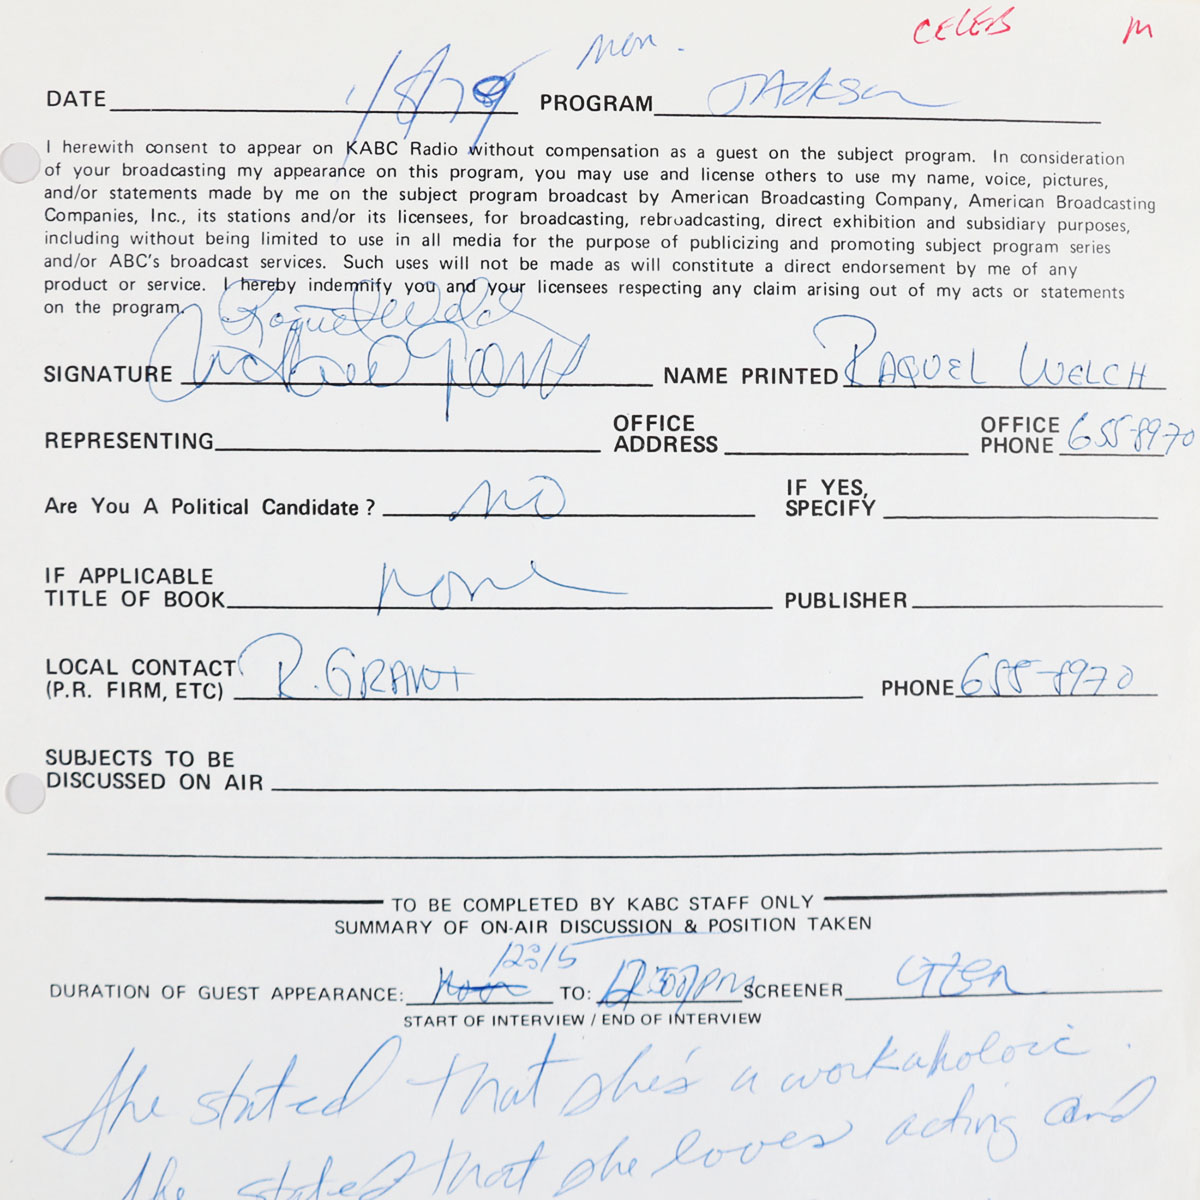 CELEB M
Mon.
DATE 1/8/79 PROGRAM JACKSON
I herewith consent to appear on KABC Radio without compensation as a guest on the subject program. In consideration
of your broadcasting my appearance on this program, you may use and license others to use my name, voice, pictures,
and/or statements made by me on the subject program broadcast by American Broadcasting Company, American Broadcasting
Companies, Inc., its stations and/or its licensees, for broadcasting, rebroadcasting, direct exhibition and subsidiary purposes,
including without being limited to use in all media for the purpose of publicizing and promoting subject program series
and/or ABC's broadcast services. Such uses will not be made as will constitute a direct endorsement by me of any
product or service. I hereby indemnify you and your licensees respecting any claim arising out of my acts or statements
on the program.
Raquel Welch
SIGNATURE NAME PRINTED RAQUEL WELCH
REPRESENTING OFFICE ADDRESS OFFICE PHONE 655-8970
Are You A Political Candidate? NO IF YES, SPECIFY
IF APPLICABLE
TITLE OF BOOK none PUBLISHER
LOCAL CONTACT
(P.R. FIRM, ETC) R. GRANT PHONE 655-8970
SUBJECTS TO BE
DISCUSSED ON AIR
TO BE COMPLETED BY KABC STAFF ONLY
SUMMARY OF ON-AIR DISCUSSION & POSITION TAKEN
12:15
DURATION OF GUEST APPEARANCE: Noon TO: 12:50 PM SCREENER
START OF INTERVIEW / END OF INTERVIEW
She stated that she's a workaholic.
She stated that she loves acting and